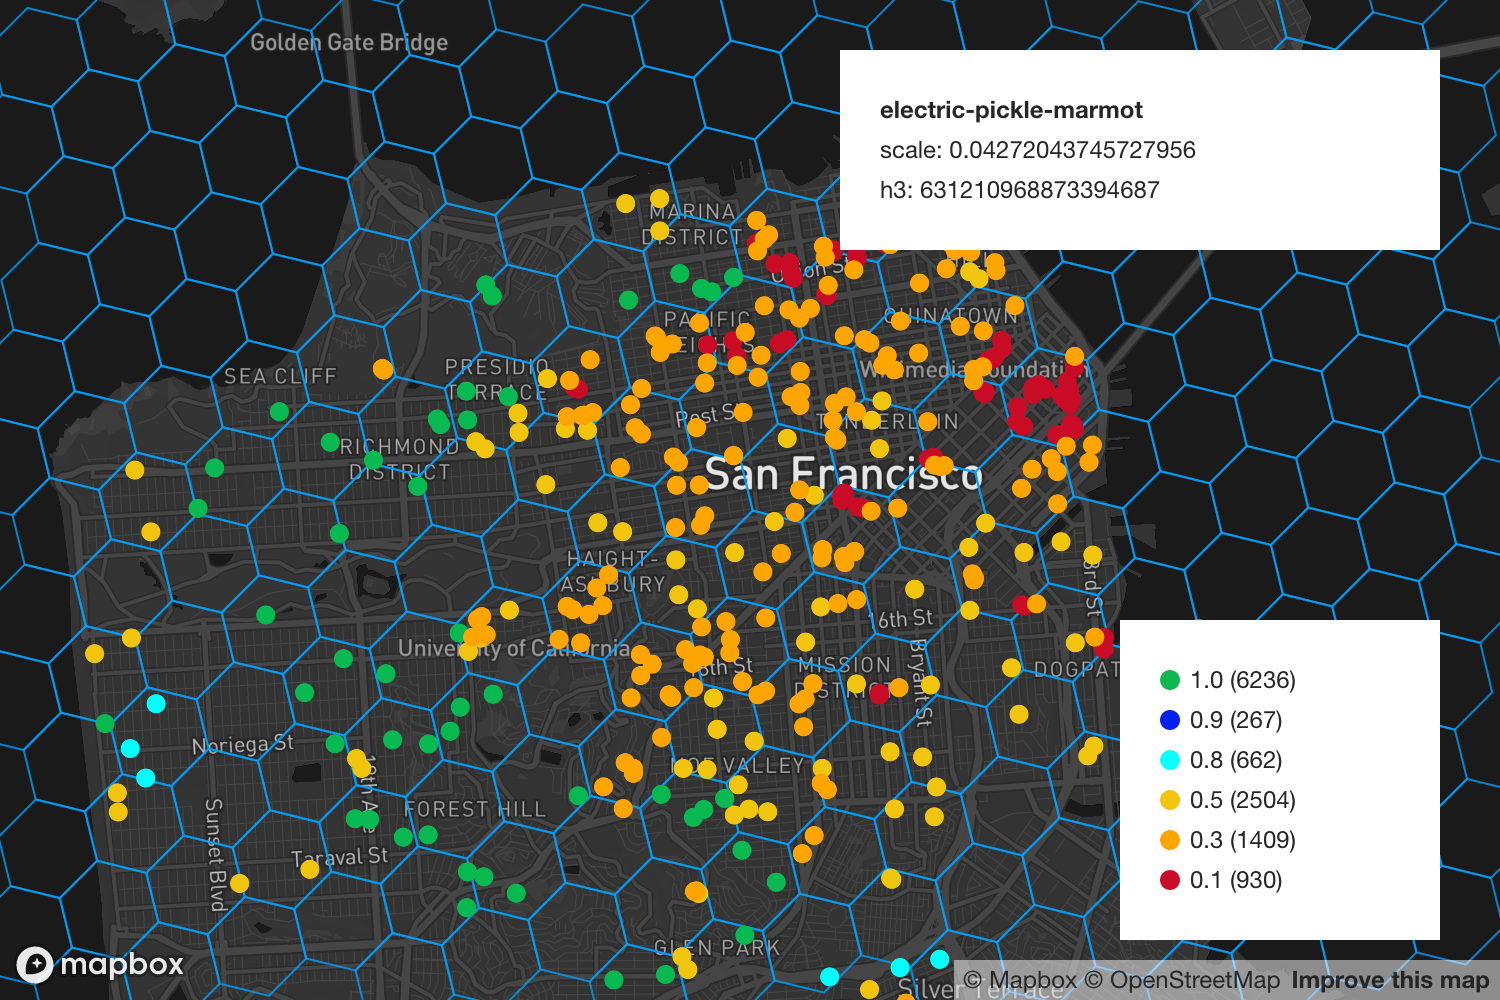 Golden Gate Bridge
electric-pickle-marmot
scale: 0.04272043745727956
h3: 631210968873394687
MARINA
DISTRICT
Union St
PACIFIC
HEIGHTS
CHINATOWN
PRESIDIO
TERRACE
SEA CLIFF
Wikimedia Foundation
Post St
TENDERLOIN
RICHMOND
DISTRICT
San Francisco
HAIGHT-
ASHBURY
3rd St
16th St
University of California
18th St
MISSION
DISTRICT
Bryant St
DOGPAT
Noriega St
NOE VALLEY
19th Ave
FOREST HILL
Sunset Blvd
Taraval St
1.0 (6236)
0.9 (267)
0.8 (662)
0.5 (2504)
0.3 (1409)
0.1 (930)
GLEN PARK
mapbox
Silver Terrace
© Mapbox © OpenStreetMap Improve this map